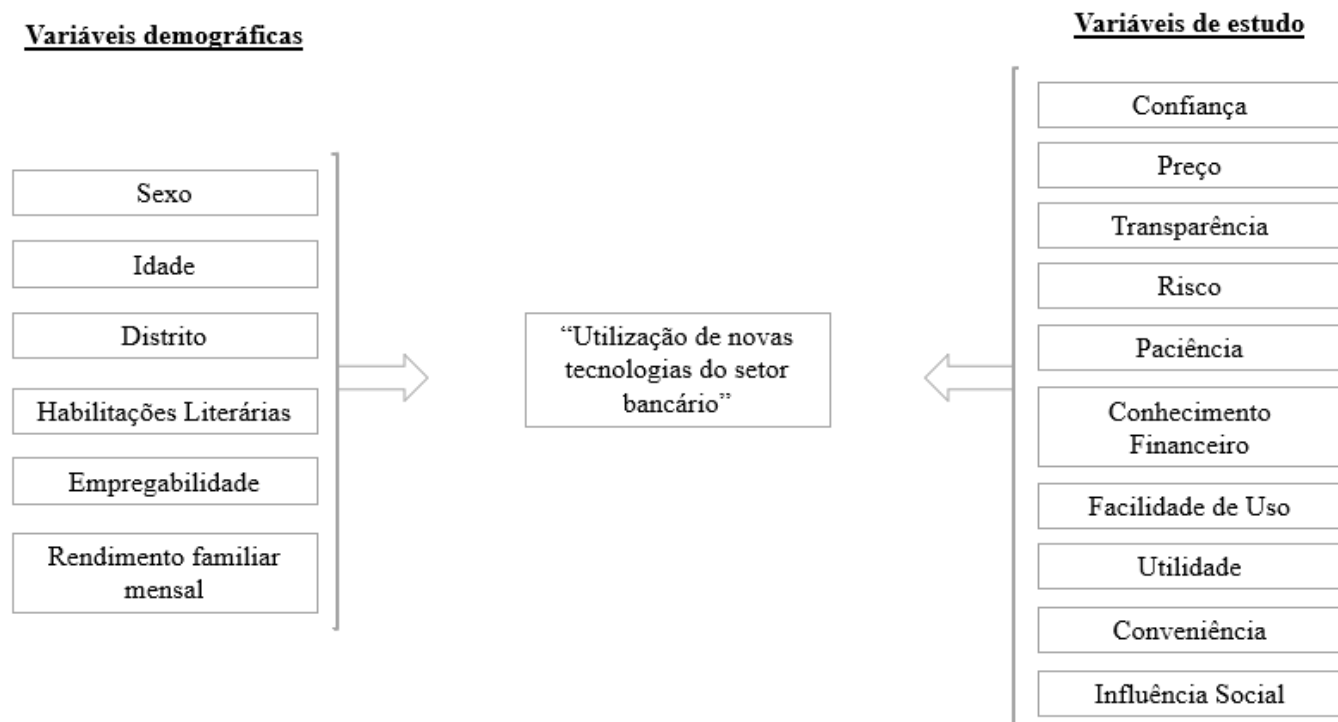 Variáveis demográficas
Sexo
Idade
Distrito
Habilitações Literárias
Empregabilidade
Rendimento familiar
mensal
“Utilização de novas
tecnologias do setor
bancário”
Variáveis de estudo
Confiança
Preço
Transparência
Risco
Paciência
Conhecimento
Financeiro
Facilidade de Uso
Utilidade
Conveniência
Influência Social